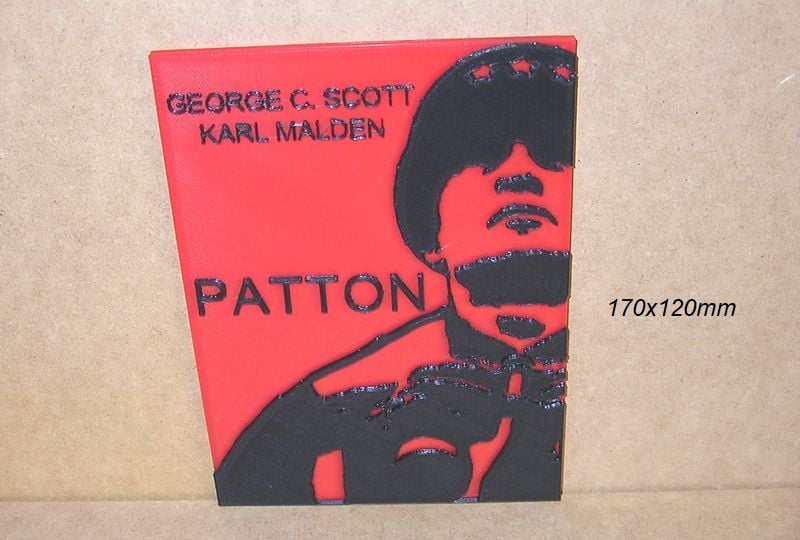 GEORGE C. SCOTT
KARL MALDEN
PATTON
170x120mm